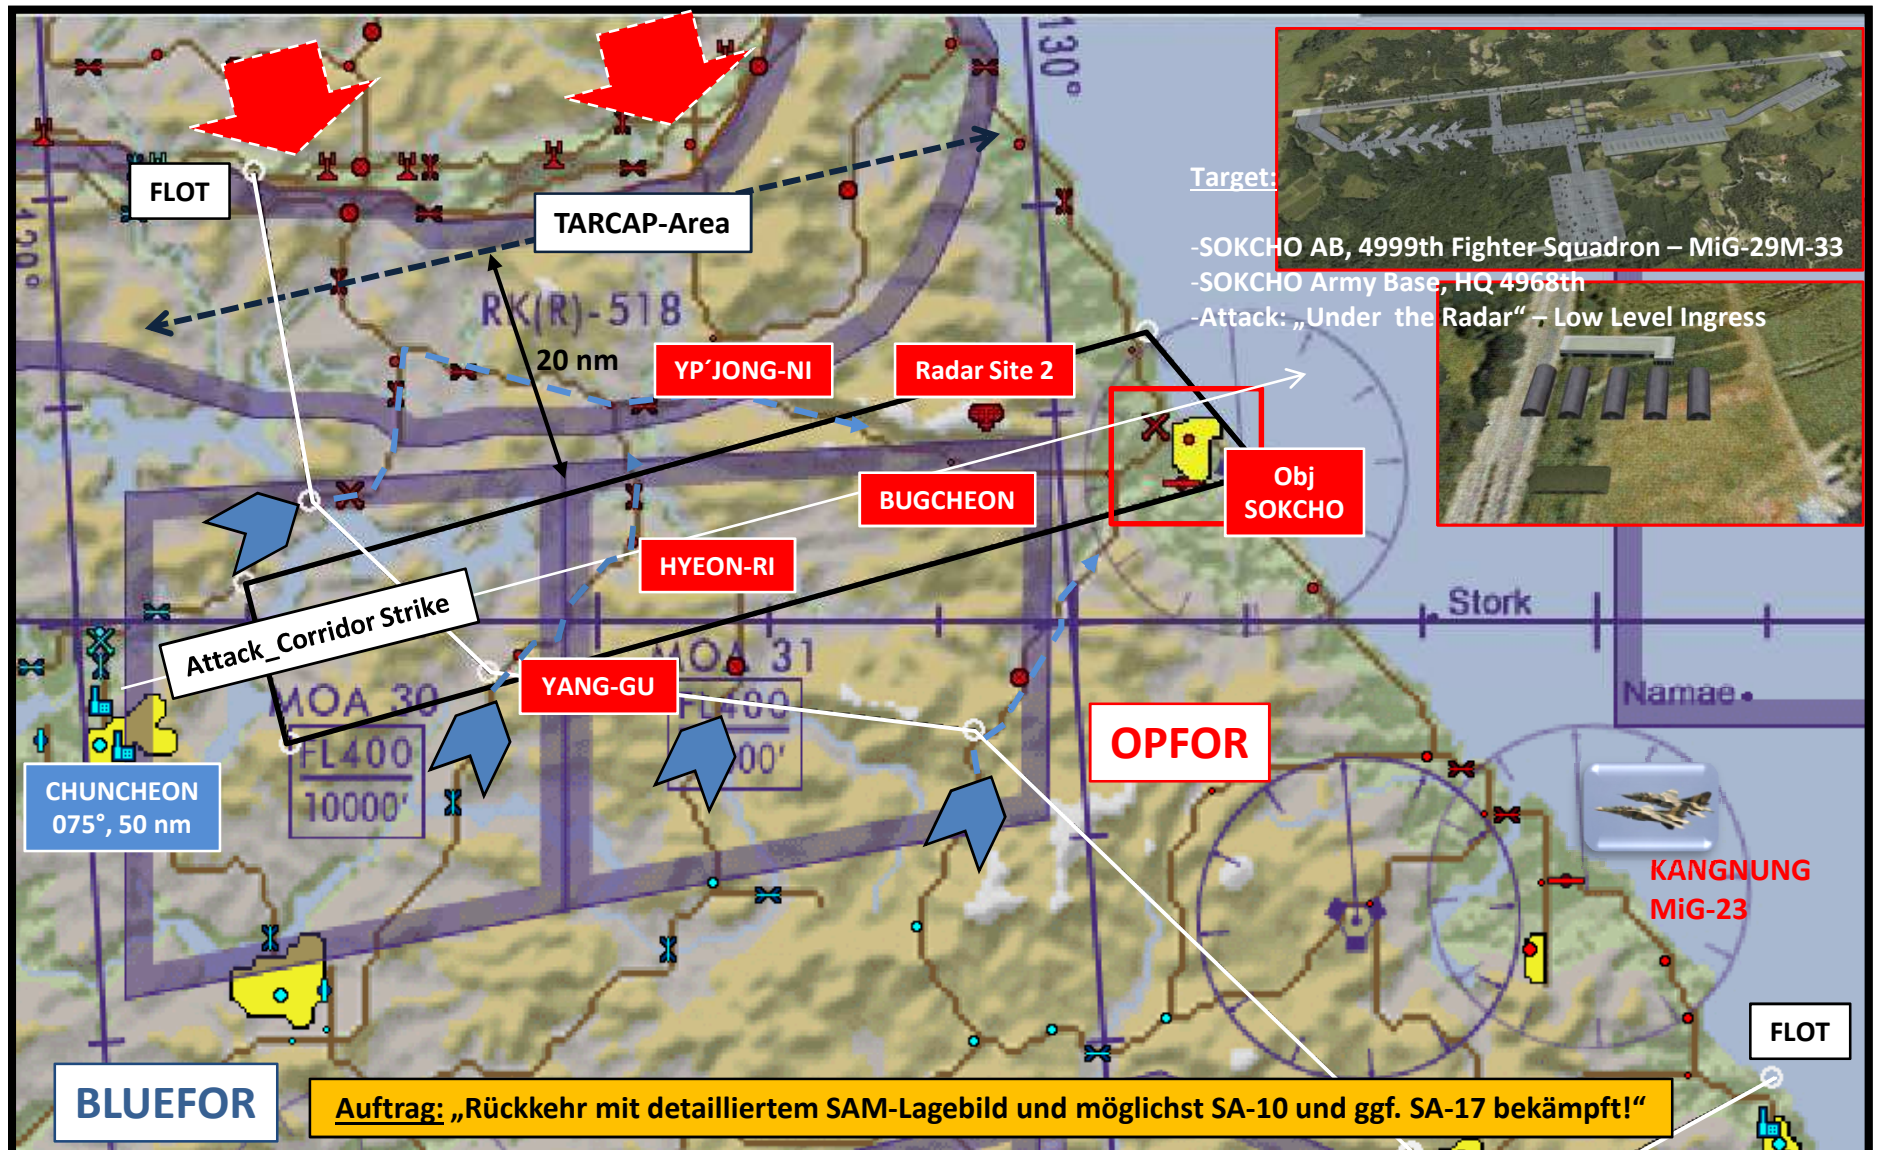 130°
129°
FLOT
TARCAP-Area
RK(R)-518
20 nm
YP´JONG-NI
Radar Site 2
Target:
-SOKCHO AB, 4999th Fighter Squadron – MiG-29M-33
-SOKCHO Army Base, HQ 4968th
-Attack: „Under the Radar“ – Low Level Ingress
BUGCHEON
Obj
SOKCHO
HYEON-RI
Attack_Corridor Strike
YANG-GU
MOA 30
FL400
10000'
MOA 31
FL400
00'
Stork
Namae
CHUNCHEON
075°, 50 nm
OPFOR
KANGNUNG
MiG-23
FLOT
BLUEFOR
Auftrag: „Rückkehr mit detailliertem SAM-Lagebild und möglichst SA-10 und ggf. SA-17 bekämpft!“